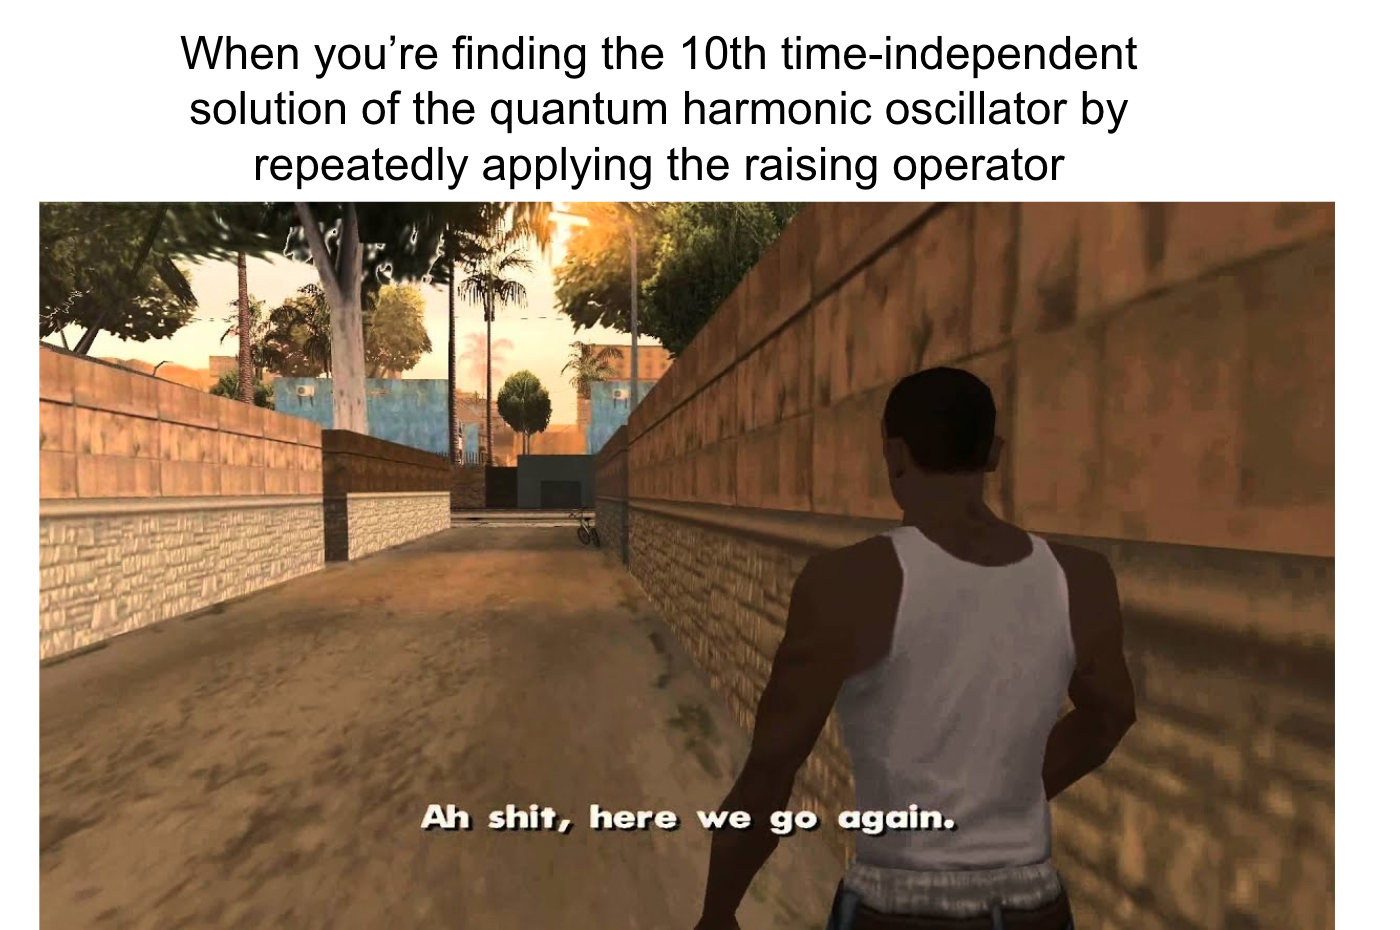 When you’re finding the 10th time-independent
solution of the quantum harmonic oscillator by
repeatedly applying the raising operator
Ah shit, here we go again.